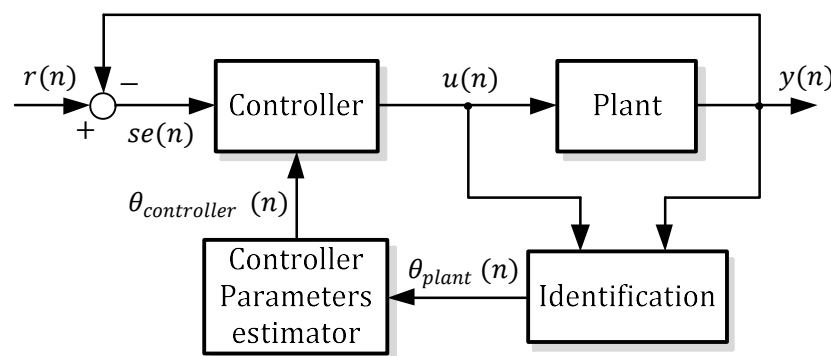 r(n)
−
+
se(n)
Controller
u(n)
Plant
y(n)
θcontroller (n)
Controller
Parameters
estimator
θplant (n)
Identification